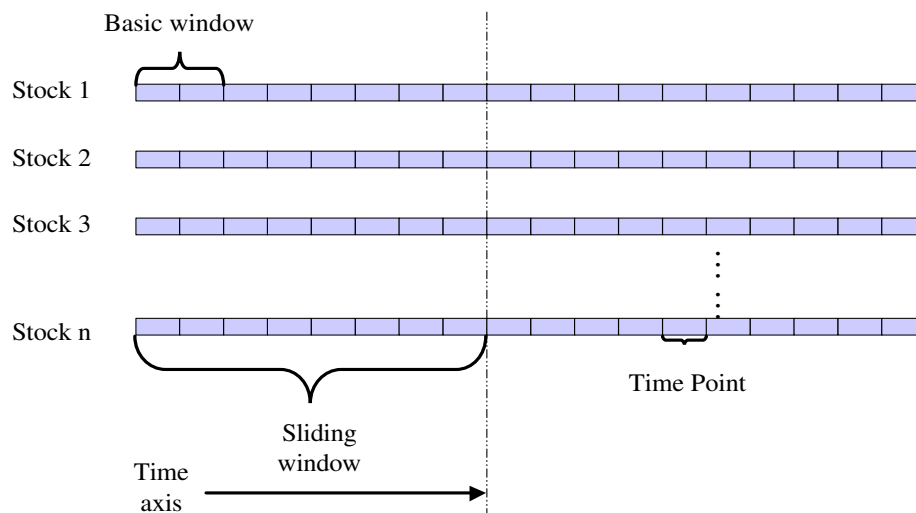 Basic window
Stock 1
Stock 2
Stock 3
Stock n
Time Point
Sliding
window
Time
axis